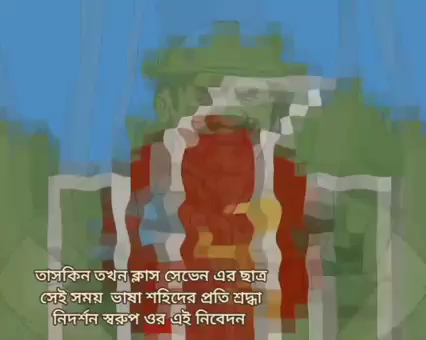 তাসকিন তখন ক্লাস সেভেন এর ছাত্র
সেই সময় ভাষা শহিদের প্রতি শ্রদ্ধা
নিদর্শন স্বরুপ ওর এই নিবেদন